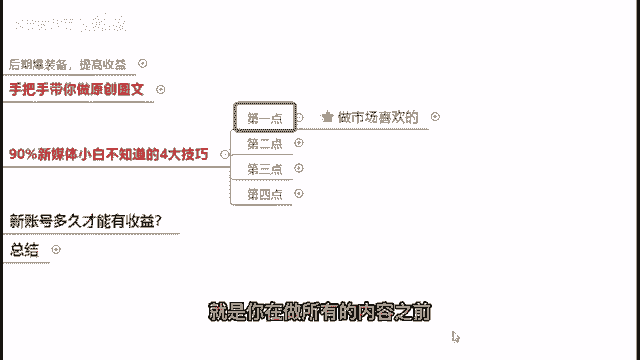 后期爆装备，提高收益
手把手带你做原创图文
第一点
做市场喜欢的
第二点
90%新媒体小白不知道的4大技巧
第三点
第四点
新账号多久才能有收益？
总结
就是你在做所有的内容之前